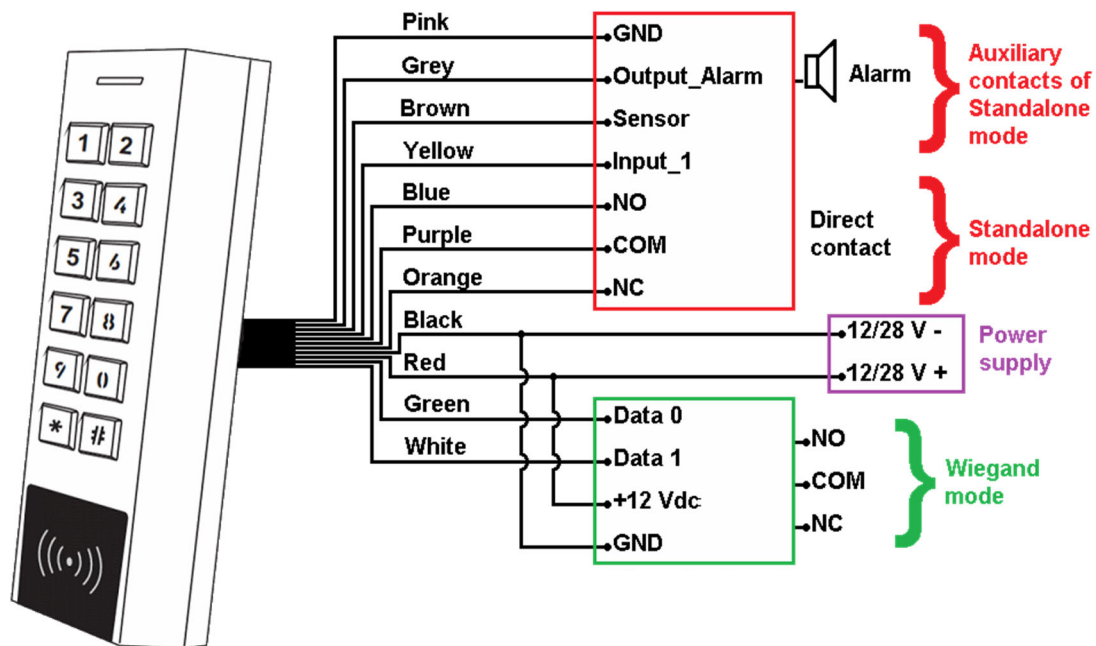 Pink
GND
Grey
Output_Alarm
Alarm
Auxiliary
contacts of
Standalone
mode
Brown
Sensor
Yellow
Input_1
Blue
NO
Purple
COM
Direct
contact
Standalone
mode
Orange
NC
Black
12/28 V -
Red
12/28 V +
Power
supply
Green
Data 0
NO
White
Data 1
COM
+12 Vdc
NC
GND
Wiegand
mode
1 2
3 4
5 6
7 8
9 0
* #